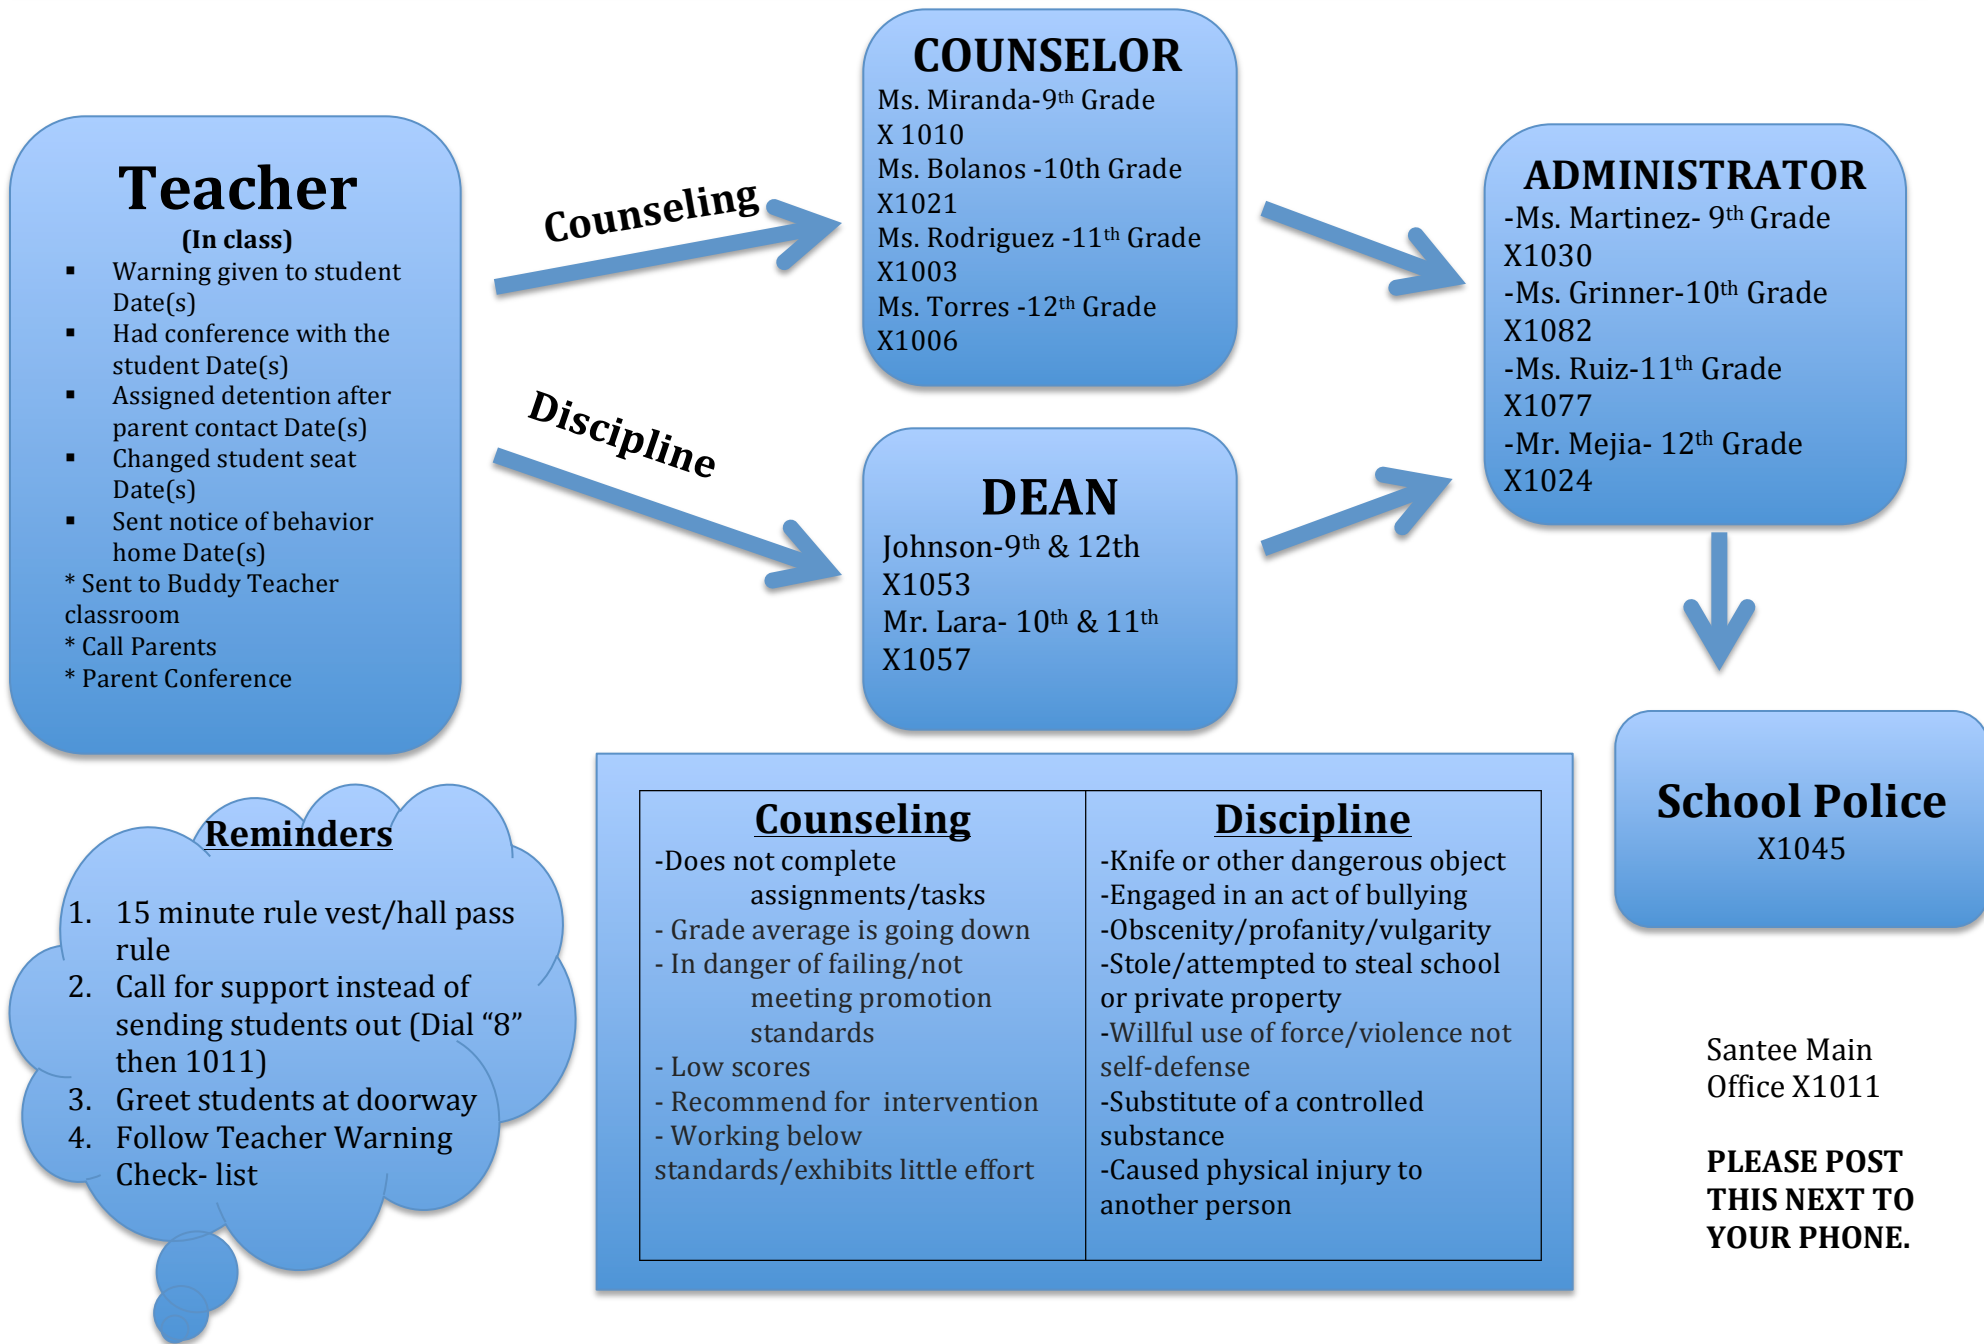 Teacher
(In class)
▪ Warning given to student
Date(s)
▪ Had conference with the
student Date(s)
▪ Assigned detention after
parent contact Date(s)
▪ Changed student seat
Date(s)
▪ Sent notice of behavior
home Date(s)
* Sent to Buddy Teacher
classroom
* Call Parents
* Parent Conference
Counseling
Discipline
COUNSELOR
Ms. Miranda-9th Grade
X 1010
Ms. Bolanos -10th Grade
X1021
Ms. Rodriguez -11th Grade
X1003
Ms. Torres -12th Grade
X1006
DEAN
Johnson-9th & 12th
X1053
Mr. Lara- 10th & 11th
X1057
ADMINISTRATOR
-Ms. Martinez- 9th Grade
X1030
-Ms. Grinner-10th Grade
X1082
-Ms. Ruiz-11th Grade
X1077
-Mr. Mejia- 12th Grade
X1024
School Police
X1045
Reminders
1. 15 minute rule vest/hall pass
rule
2. Call for support instead of
sending students out (Dial “8”
then 1011)
3. Greet students at doorway
4. Follow Teacher Warning
Check- list
Counseling
-Does not complete
assignments/tasks
- Grade average is going down
- In danger of failing/not
meeting promotion
standards
- Low scores
- Recommend for intervention
- Working below
standards/exhibits little effort
Discipline
-Knife or other dangerous object
-Engaged in an act of bullying
-Obscenity/profanity/vulgarity
-Stole/attempted to steal school
or private property
-Willful use of force/violence not
self-defense
-Substitute of a controlled
substance
-Caused physical injury to
another person
Santee Main
Office X1011
PLEASE POST
THIS NEXT TO
YOUR PHONE.